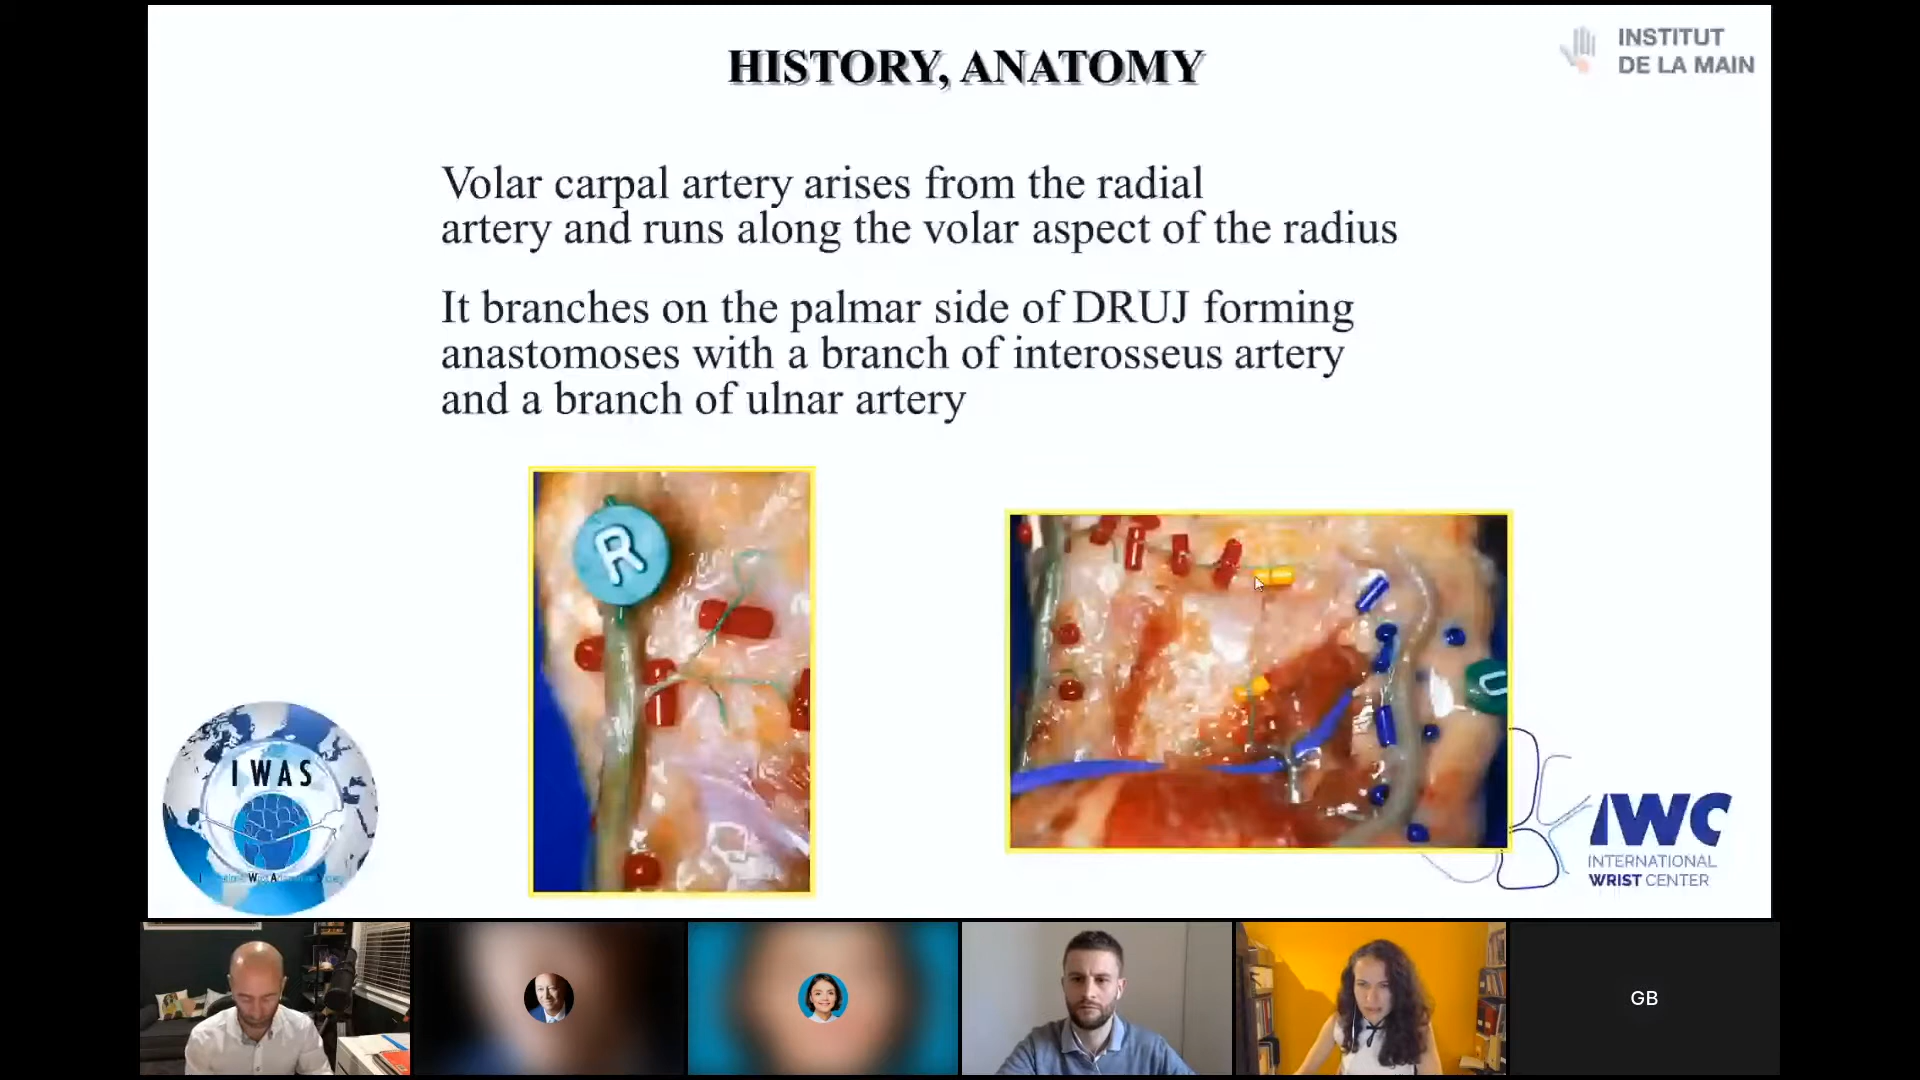 HISTORY, ANATOMY
INSTITUT
DE LA MAIN
Volar carpal artery arises from the radial
artery and runs along the volar aspect of the radius
It branches on the palmar side of DRUJ forming
anastomoses with a branch of interosseus artery
and a branch of ulnar artery
R
U
I WAS
IWC
INTERNATIONAL
WRIST CENTER
GB